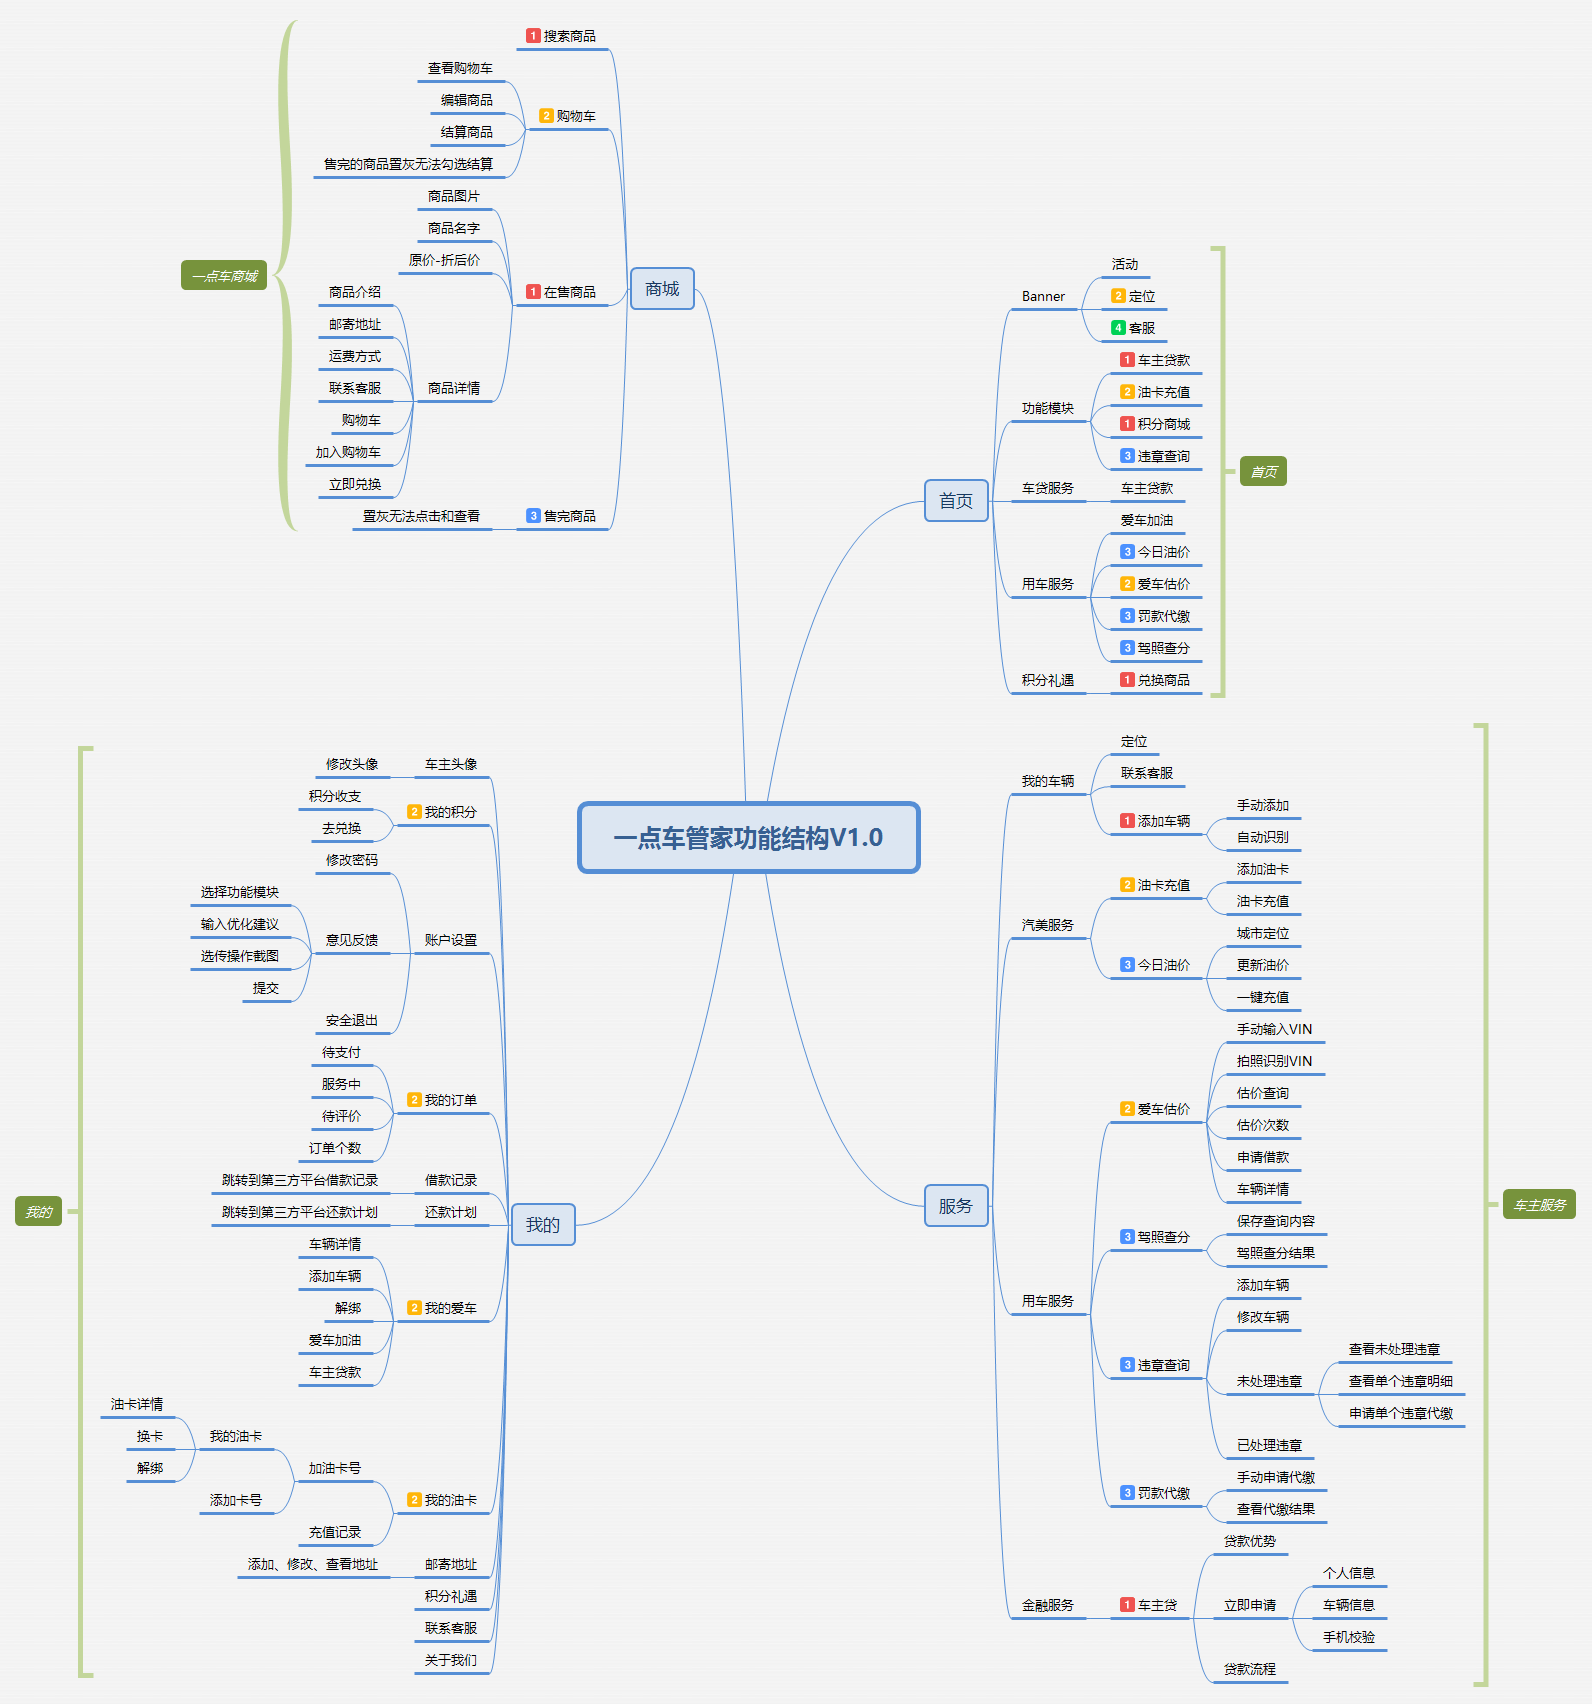 一点车管家功能结构V1.0
首页
Banner
活动
2 定位
4 客服
功能模块
1 车主贷款
2 油卡充值
1 积分商城
3 违章查询
车贷服务
车主贷款
用车服务
爱车加油
3 今日油价
2 爱车估价
3 罚款代缴
3 驾照查分
积分礼遇
1 兑换商品
首页
服务
我的车辆
定位
联系客服
1 添加车辆
手动添加
自动识别
汽美服务
2 油卡充值
添加油卡
油卡充值
3 今日油价
城市定位
更新油价
一键充值
用车服务
2 爱车估价
手动输入VIN
拍照识别VIN
估价查询
估价次数
申请借款
车辆详情
3 驾照查分
保存查询内容
驾照查分结果
3 违章查询
添加车辆
修改车辆
未处理违章
查看未处理违章
查看单个违章明细
申请单个违章代缴
已处理违章
3 罚款代缴
手动申请代缴
查看代缴结果
金融服务
1 车主贷
贷款优势
立即申请
个人信息
车辆信息
手机校验
贷款流程
车主服务
商城
1 搜索商品
2 购物车
查看购物车
编辑商品
结算商品
售完的商品置灰无法勾选结算
1 在售商品
商品图片
商品名字
原价-折后价
商品详情
商品介绍
邮寄地址
运费方式
联系客服
购物车
加入购物车
立即兑换
3 售完商品
置灰无法点击和查看
一点车商城
我的
车主头像
修改头像
2 我的积分
积分收支
去兑换
账户设置
修改密码
意见反馈
选择功能模块
输入优化建议
选传操作截图
提交
安全退出
2 我的订单
待支付
服务中
待评价
订单个数
借款记录
跳转到第三方平台借款记录
还款计划
跳转到第三方平台还款计划
2 我的爱车
车辆详情
添加车辆
解绑
爱车加油
车主贷款
2 我的油卡
加油卡号
我的油卡
油卡详情
换卡
解绑
添加卡号
充值记录
邮寄地址
添加、修改、查看地址
积分礼遇
联系客服
关于我们
我的